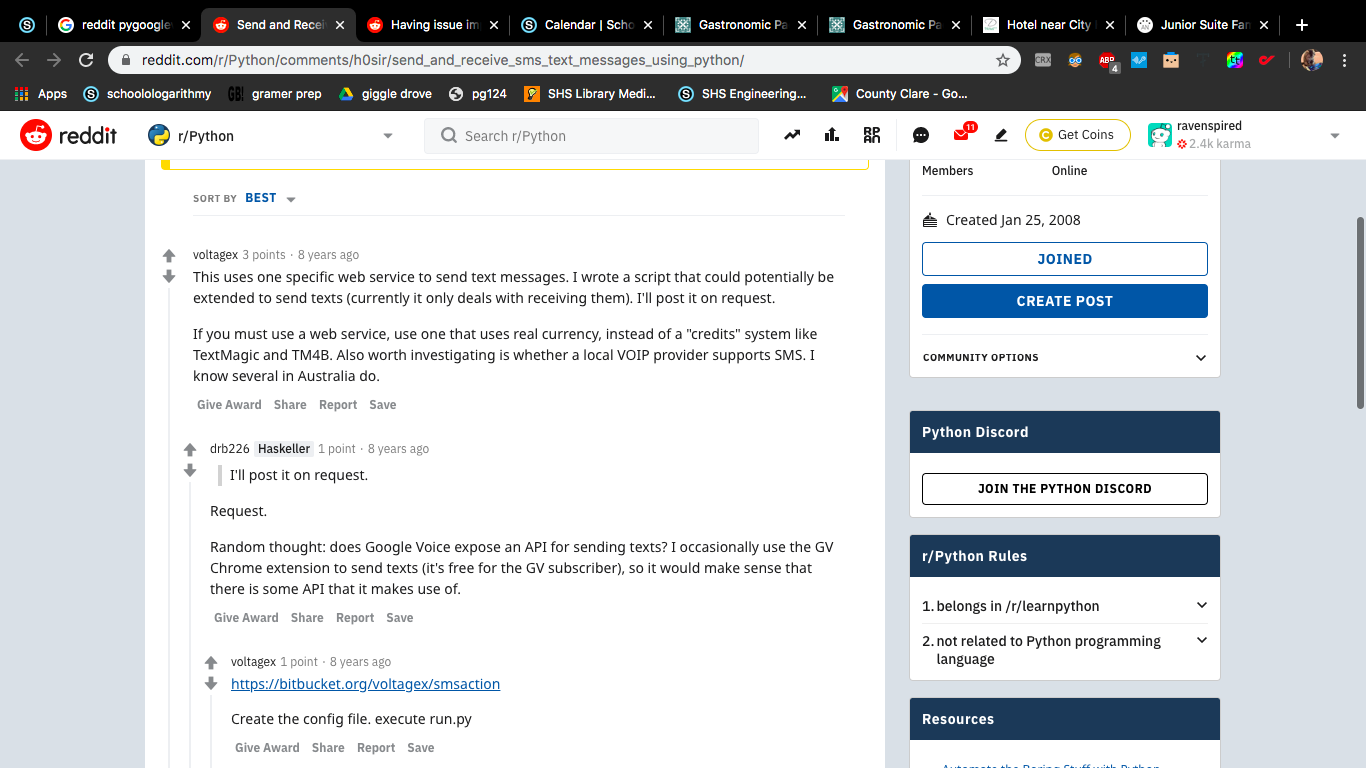 reddit pygoogle
Send and Recei
Having issue im
Calendar | Scho
Gastronomic Pa
Gastronomic Pa
Hotel near City
Junior Suite Fam
reddit.com/r/Python/comments/h0sir/send_and_receive_sms_text_messages_using_python/
CRX
ABP
4
Apps
schoolologarithmy
GB!
gramer prep
giggle drove
pg124
SHS Library Medi...
SHS Engineering...
County Clare - Go...
reddit
r/Python
Search r/Python
11
Get Coins
ravenspired
2.4k karma
SORT BY BEST
voltagex 3 points · 8 years ago
This uses one specific web service to send text messages. I wrote a script that could potentially be
extended to send texts (currently it only deals with receiving them). I'll post it on request.
If you must use a web service, use one that uses real currency, instead of a "credits" system like
TextMagic and TM4B. Also worth investigating is whether a local VOIP provider supports SMS. I
know several in Australia do.
Give Award Share Report Save
drb226 Haskeller 1 point · 8 years ago
I'll post it on request.
Request.
Random thought: does Google Voice expose an API for sending texts? I occasionally use the GV
Chrome extension to send texts (it's free for the GV subscriber), so it would make sense that
there is some API that it makes use of.
Give Award Share Report Save
voltagex 1 point · 8 years ago
https://bitbucket.org/voltagex/smsaction
Create the config file. execute run.py
Give Award Share Report Save
Members Online
Created Jan 25, 2008
JOINED
CREATE POST
COMMUNITY OPTIONS
Python Discord
JOIN THE PYTHON DISCORD
r/Python Rules
1. belongs in /r/learnpython
2. not related to Python programming
language
Resources
Automate the Boring Stuff with Python